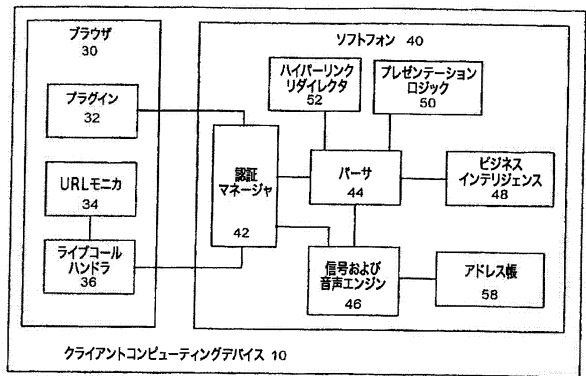 ブラウザ
30
プラグイン
32
URLモニカ
34
ライブコール
ハンドラ
36
ソフトフォン 40
ハイパーリンク
リダイレクタ
52
プレゼンテーション
ロジック
50
認証
マネージャ
42
パーサ
44
ビジネス
インテリジェンス
48
信号および
音声エンジン
46
アドレス帳
58
クライアントコンピューティングデバイス 10